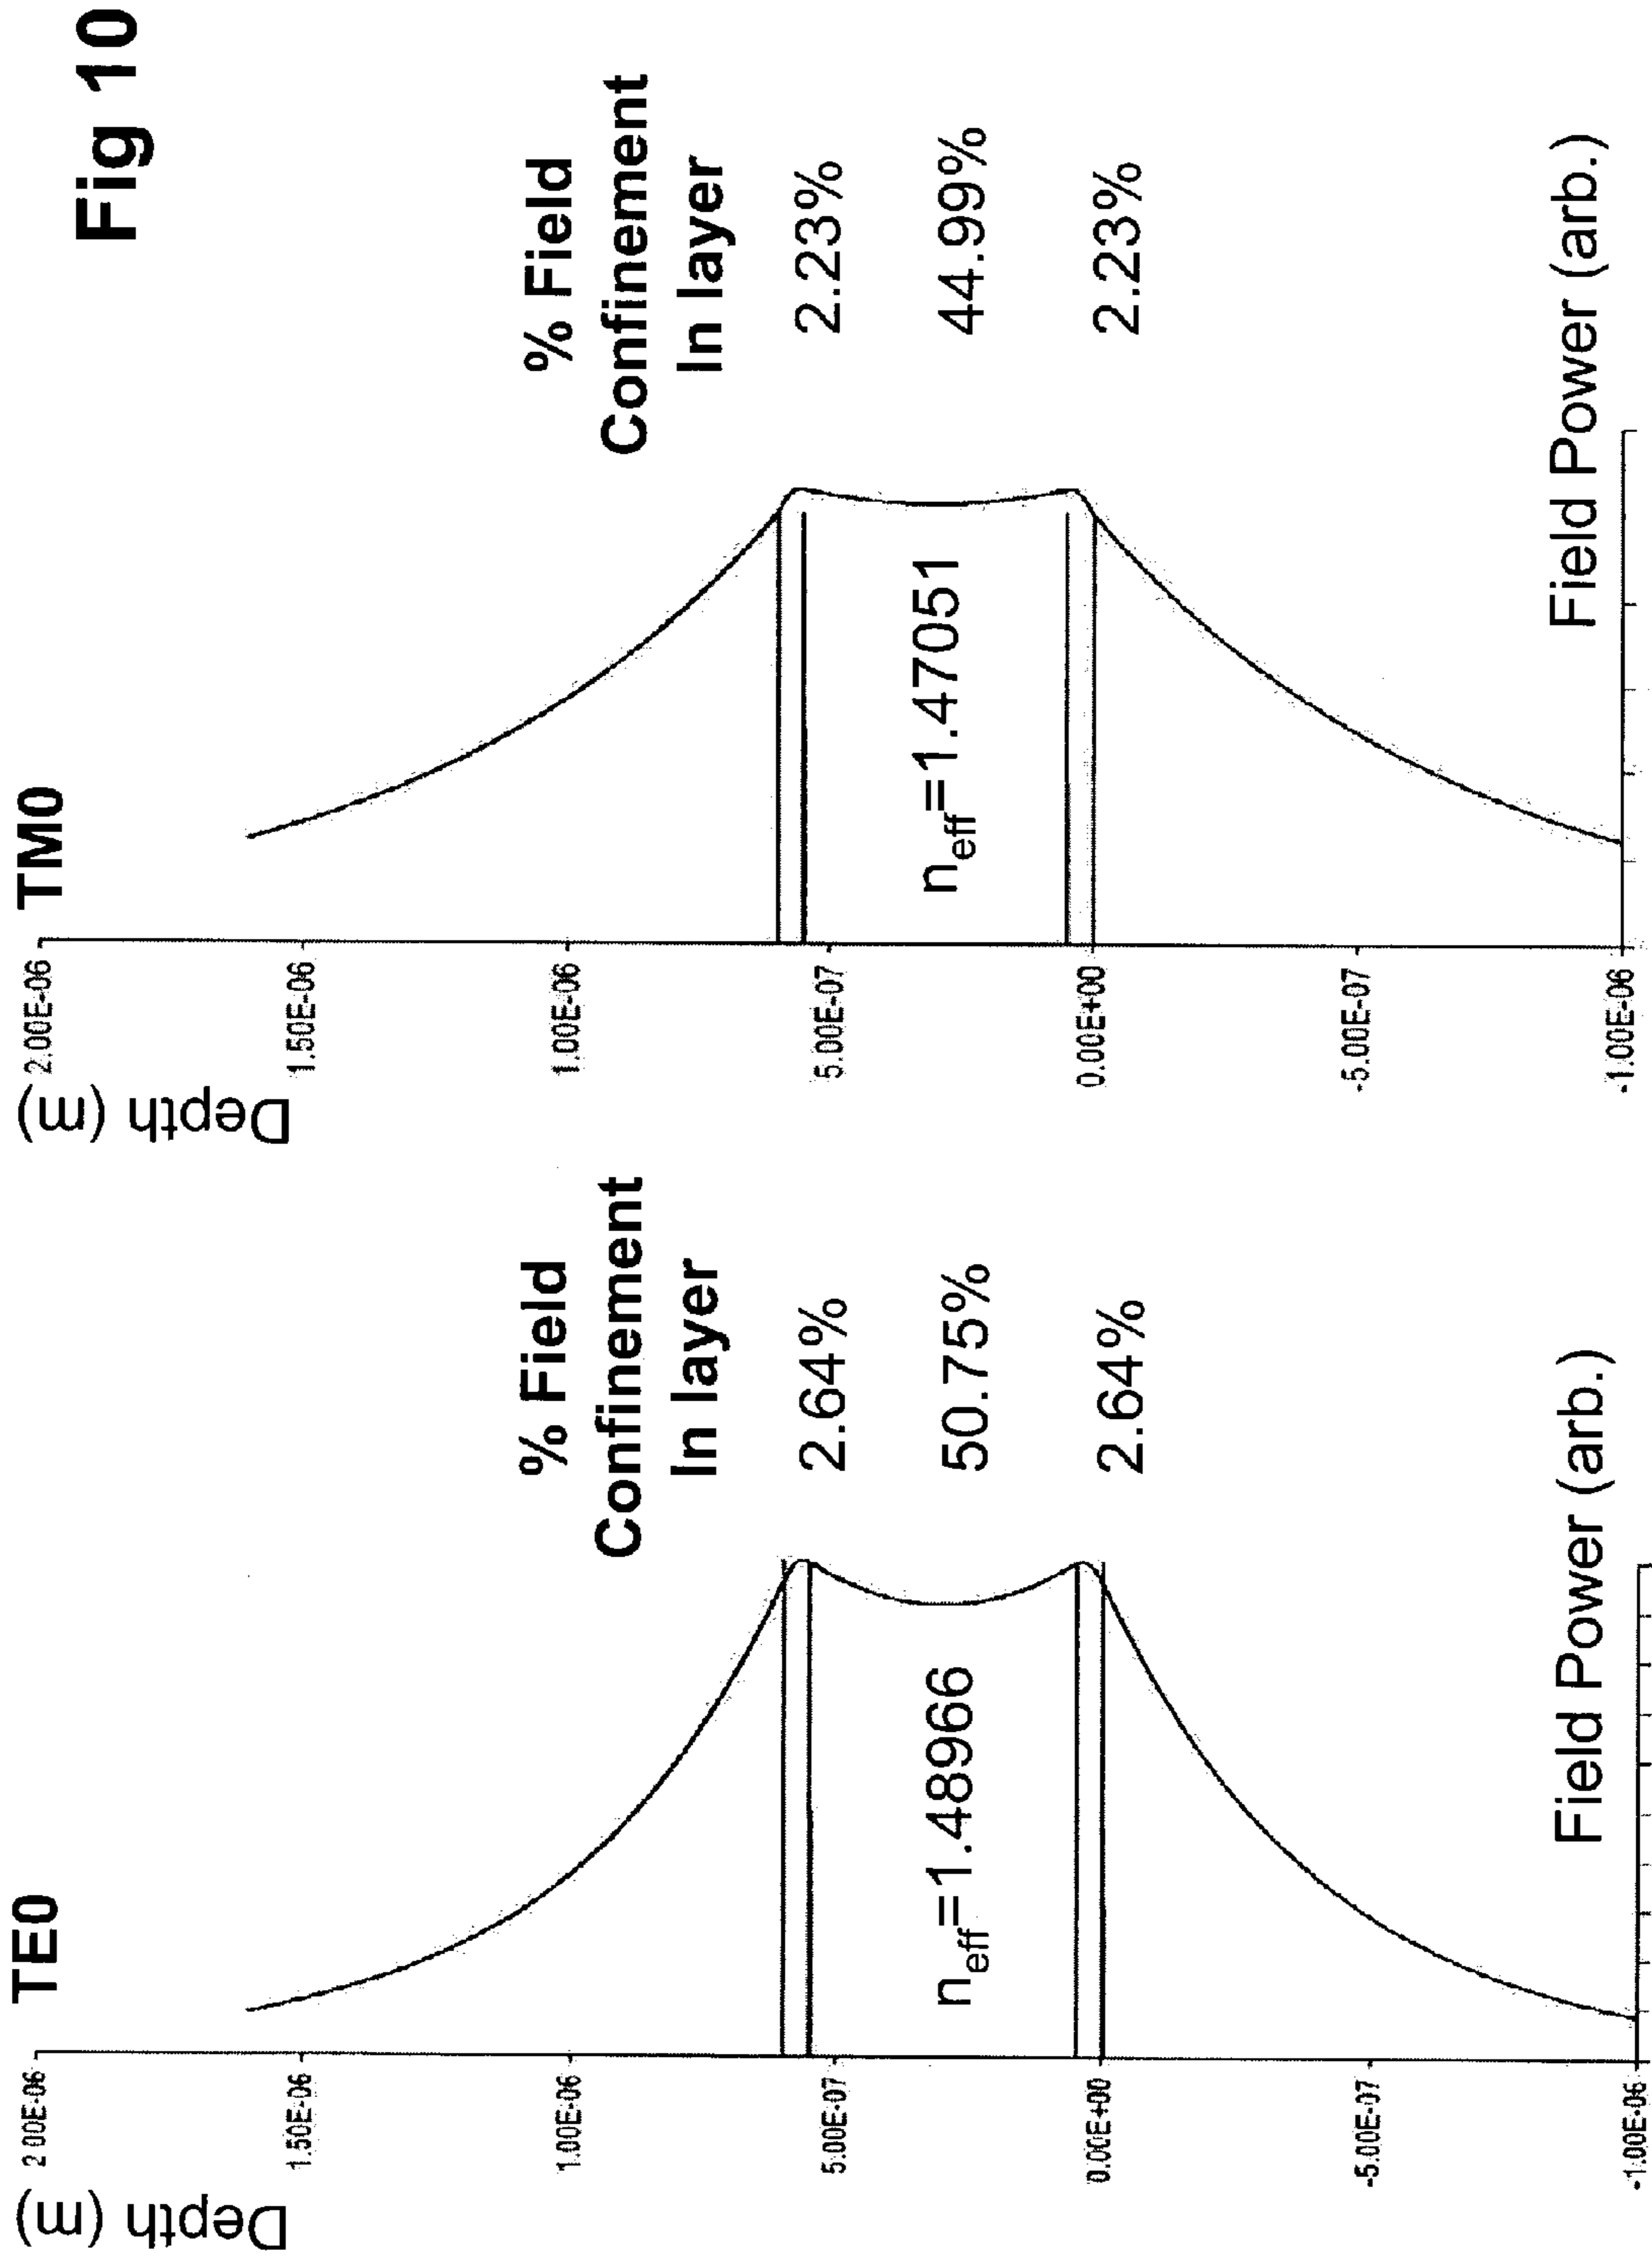 Fig 10
TE0
Depth (m)
2.00E-06
1.50E-06
1.00E-06
5.00E-07
0.00E+00
-5.00E-07
-1.00E-06
n_eff=1.48966
Field Power (arb.)
% Field
Confinement
In layer
2.64%
50.75%
2.64%
TM0
Depth (m)
2.00E-06
1.50E-06
1.00E-06
5.00E-07
0.00E+00
-5.00E-07
-1.00E-06
n_eff=1.47051
Field Power (arb.)
% Field
Confinement
In layer
2.23%
44.99%
2.23%